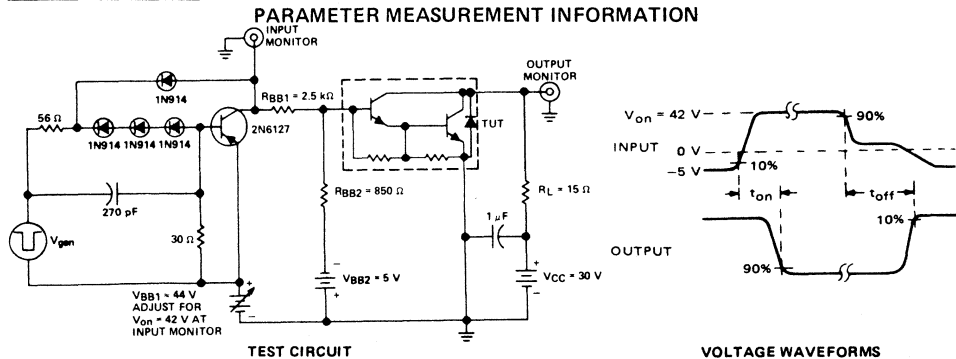 PARAMETER MEASUREMENT INFORMATION
INPUT
MONITOR
OUTPUT
MONITOR
1N914
RBB1 = 2.5 kΩ
56 Ω
2N6127
TUT
1N914 1N914 1N914
RBB2 = 850 Ω
RL = 15 Ω
270 pF
1 μF
30 Ω
Vgen
VBB2 = 5 V
VCC = 30 V
VBB1 ≈ 44 V
ADJUST FOR
Von = 42 V AT
INPUT MONITOR
TEST CIRCUIT
Von = 42 V
90%
INPUT
0 V
-5 V
10%
ton
toff
10%
OUTPUT
90%
VOLTAGE WAVEFORMS